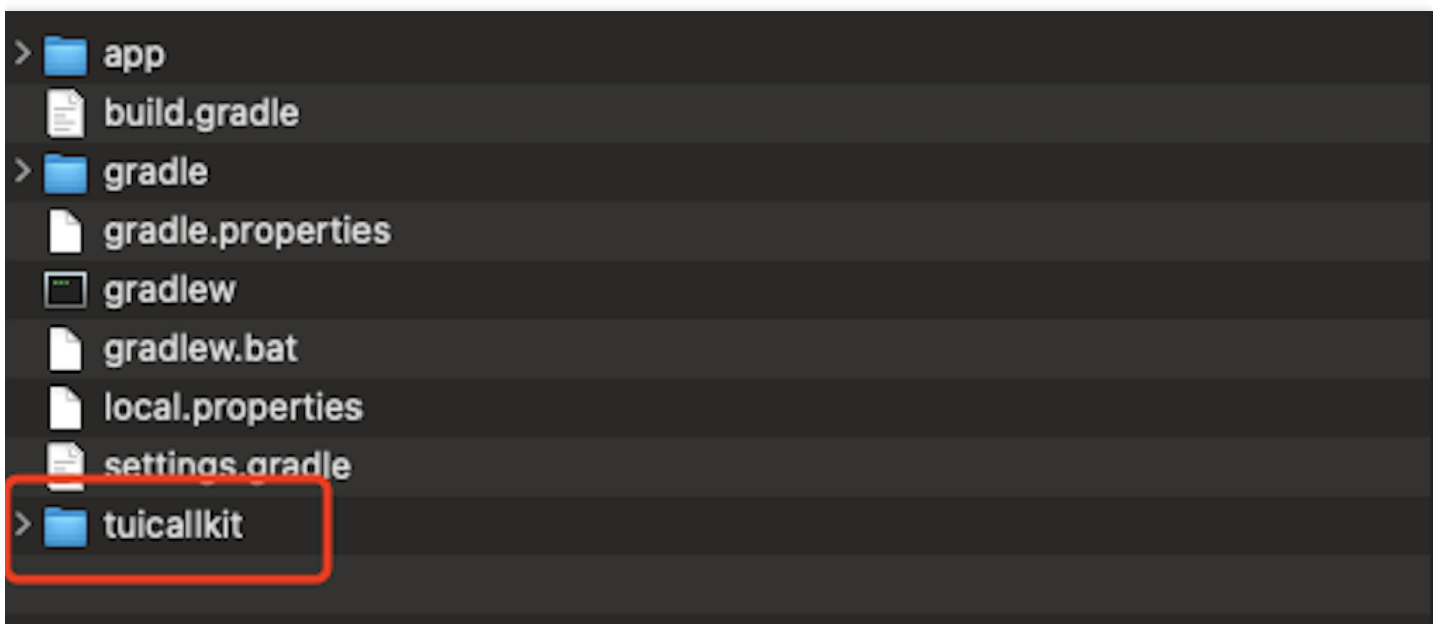 app
build.gradle
gradle
gradle.properties
gradlew
gradlew.bat
local.properties
settings.gradle
tuicallkit